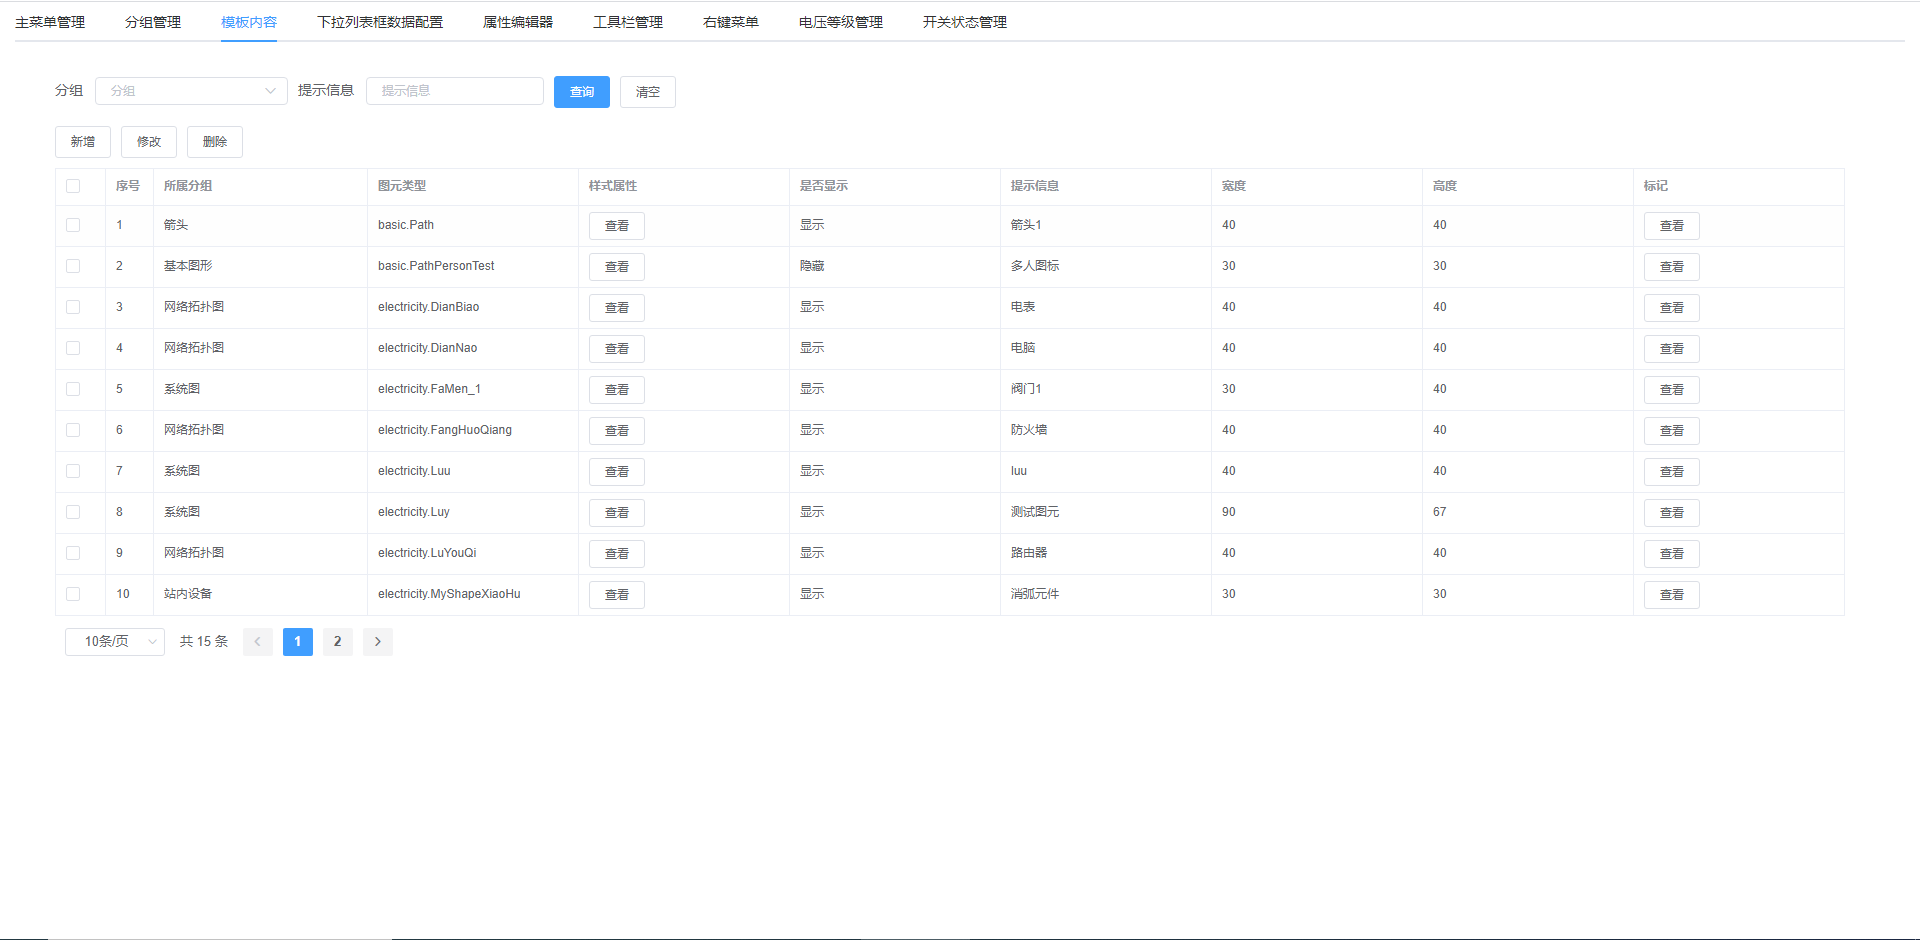 主菜单管理 分组管理 模板内容 下拉列表框数据配置 属性编辑器 工具栏管理 右键菜单 电压等级管理 开关状态管理
分组 分组 提示信息 提示信息 查询 清空
新增 修改 删除
序号 所属分组 图元类型 样式属性 是否显示 提示信息 宽度 高度 标记
1 箭头 basic.Path 查看 显示 箭头1 40 40 查看
2 基本图形 basic.PathPersonTest 查看 隐藏 多人图标 30 30 查看
3 网络拓扑图 electricity.DianBiao 查看 显示 电表 40 40 查看
4 网络拓扑图 electricity.DianNao 查看 显示 电脑 40 40 查看
5 系统图 electricity.FaMen_1 查看 显示 阀门1 30 40 查看
6 网络拓扑图 electricity.FangHuoQiang 查看 显示 防火墙 40 40 查看
7 系统图 electricity.Luu 查看 显示 luu 40 40 查看
8 系统图 electricity.Luy 查看 显示 测试图元 90 67 查看
9 网络拓扑图 electricity.LuYouQi 查看 显示 路由器 40 40 查看
10 站内设备 electricity.MyShapeXiaoHu 查看 显示 消弧元件 30 30 查看
10条/页 共 15 条 1 2